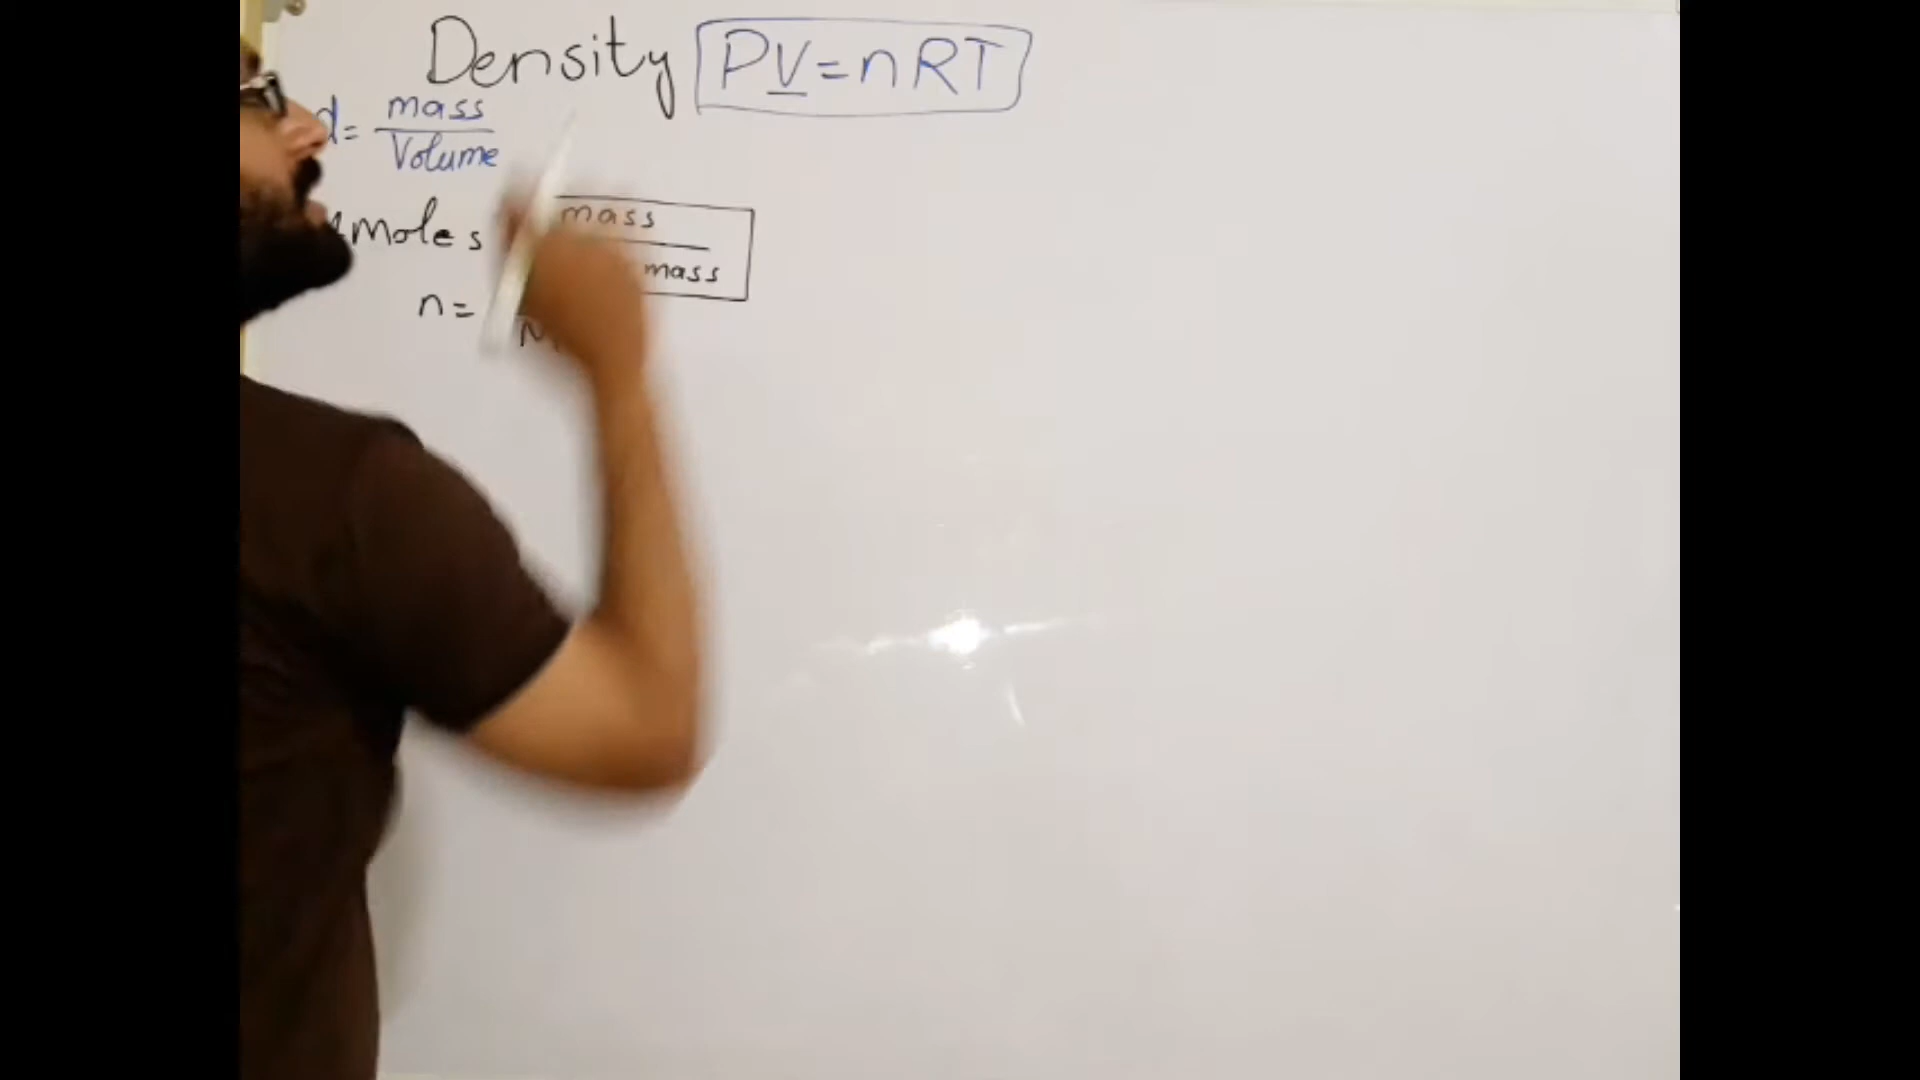 Density PV=nRT
d= mass
Volume
moles mass
mass
n=
M